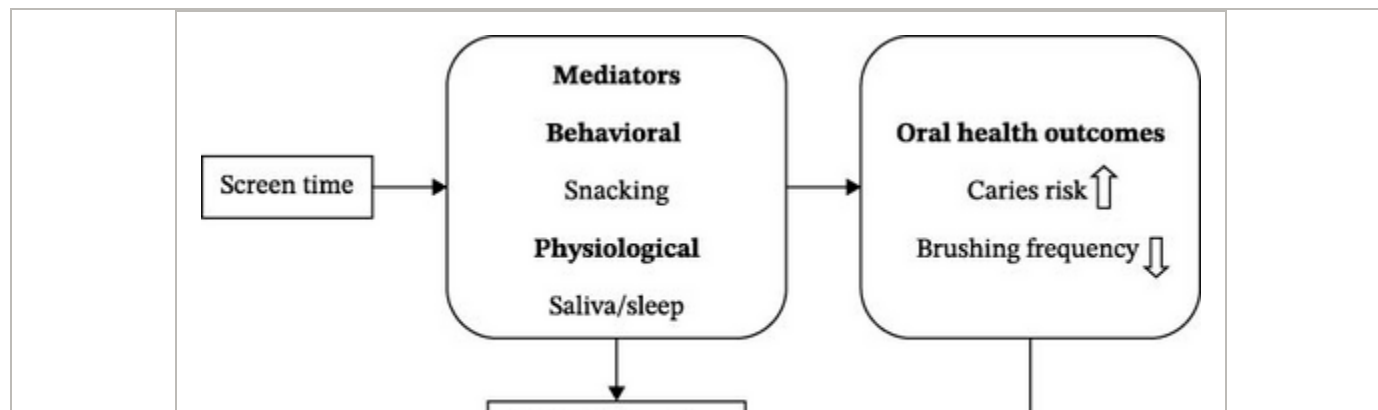 Screen time
Mediators
Behavioral
Snacking
Physiological
Saliva/sleep
Oral health outcomes
Caries risk
Brushing frequency